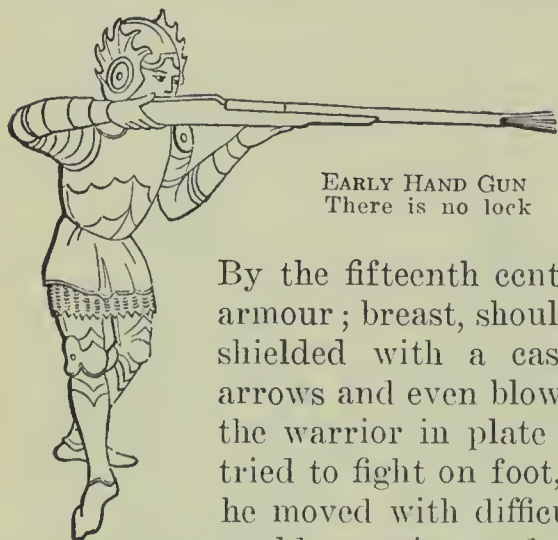 EARLY HAND GUN
There is no lock
By the fifteenth cent
armour; breast, shoul
shielded with a cas
arrows and even blow
the warrior in plate
tried to fight on foot,
he moved with difficu